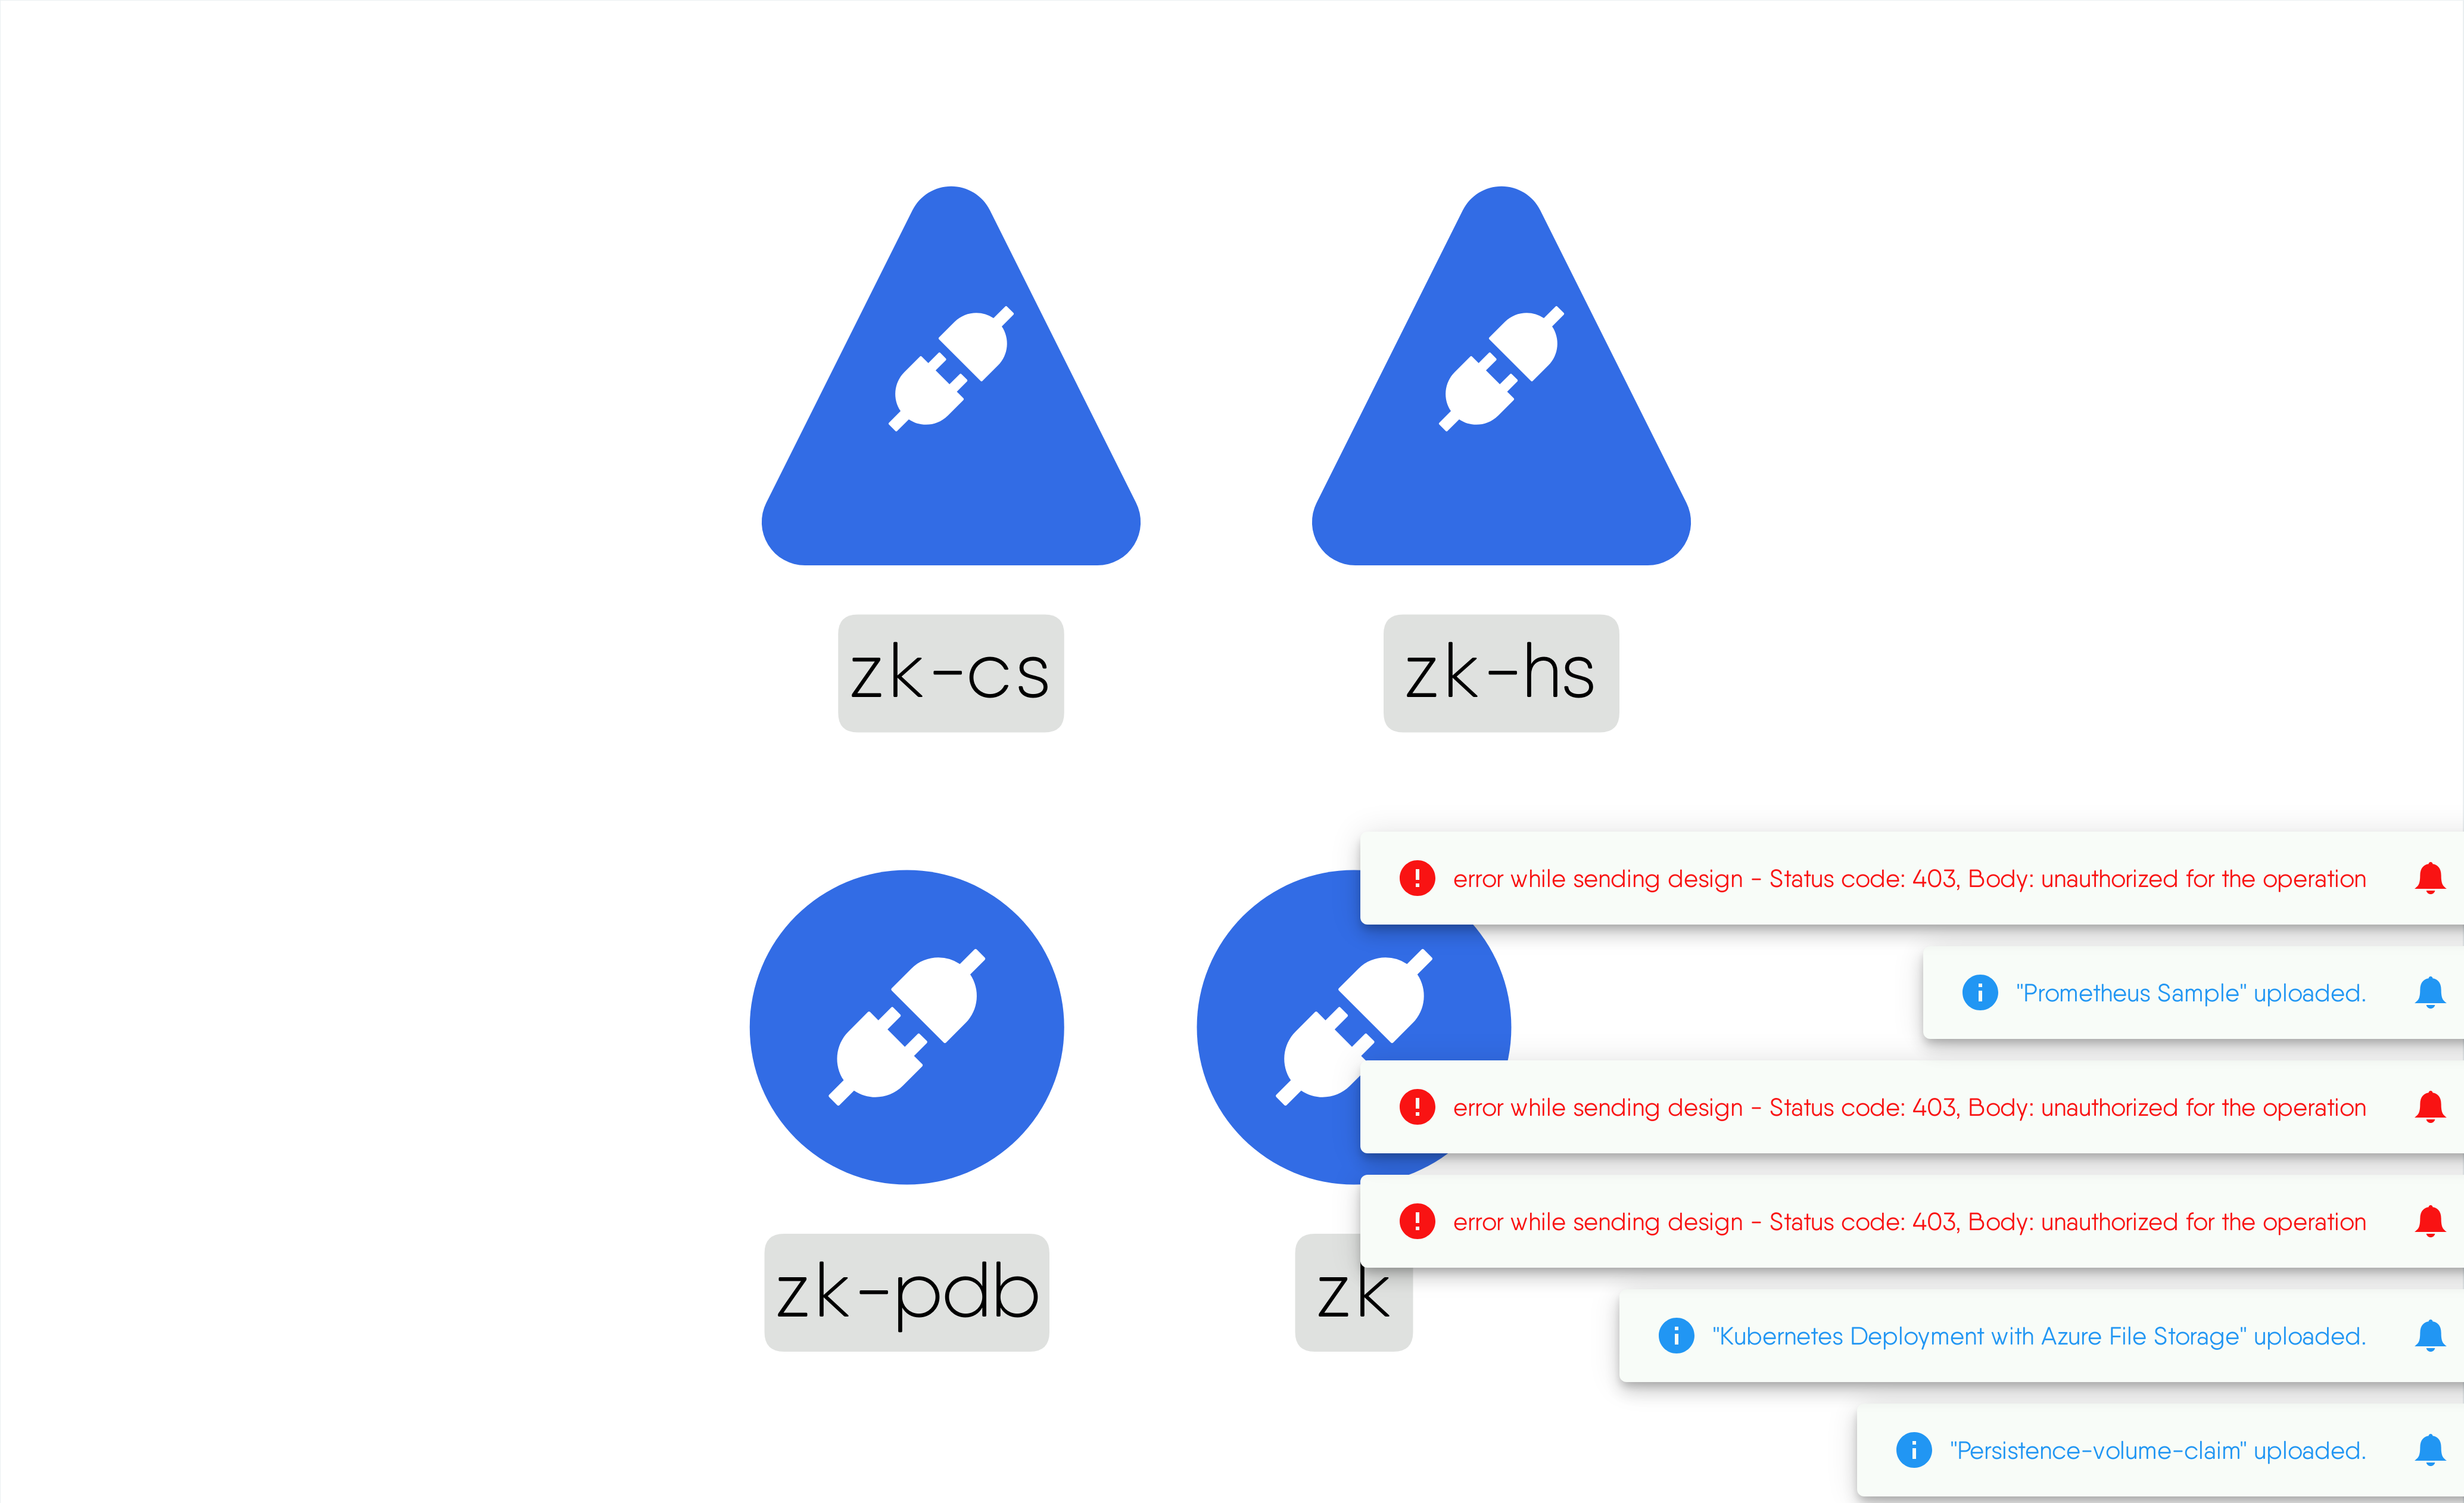 zk-cs
zk-hs
error while sending design - Status code: 403, Body: unauthorized for the operation
"Prometheus Sample" uploaded.
error while sending design - Status code: 403, Body: unauthorized for the operation
error while sending design - Status code: 403, Body: unauthorized for the operation
zk-pdb
zk
"Kubernetes Deployment with Azure File Storage" uploaded.
"Persistence-volume-claim" uploaded.